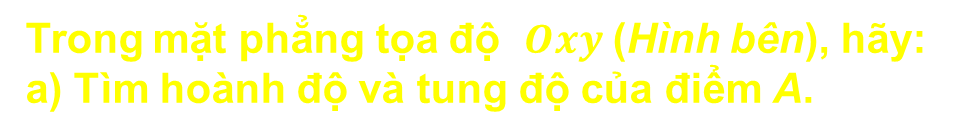 Trong mặt phẳng tọa độ Oxy (Hình bên), hãy:
a) Tìm hoành độ và tung độ của điểm A.